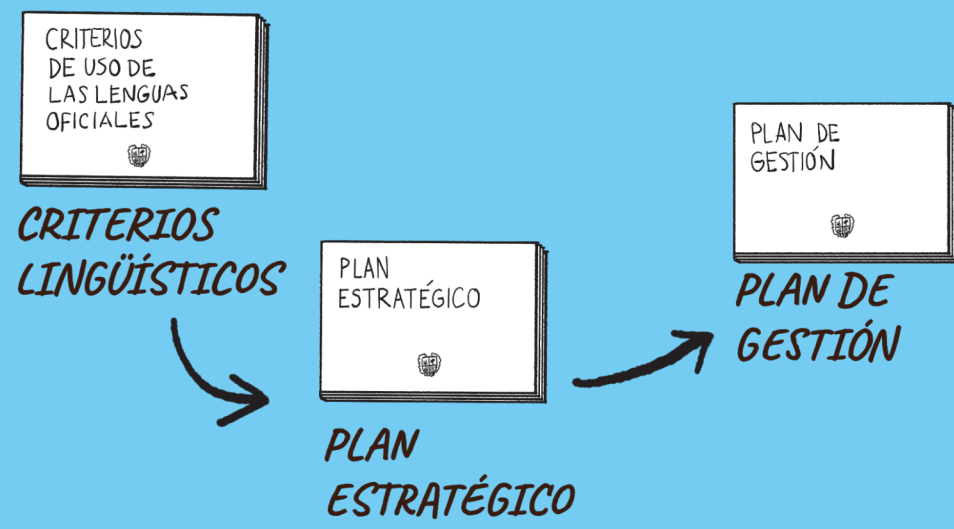 CRITERIOS
DE USO DE
LAS LENGUAS
OFICIALES
CRITERIOS
LINGÜÍSTICOS
PLAN
ESTRATÉGICO
PLAN
ESTRATÉGICO
PLAN DE
GESTIÓN
PLAN DE
GESTIÓN